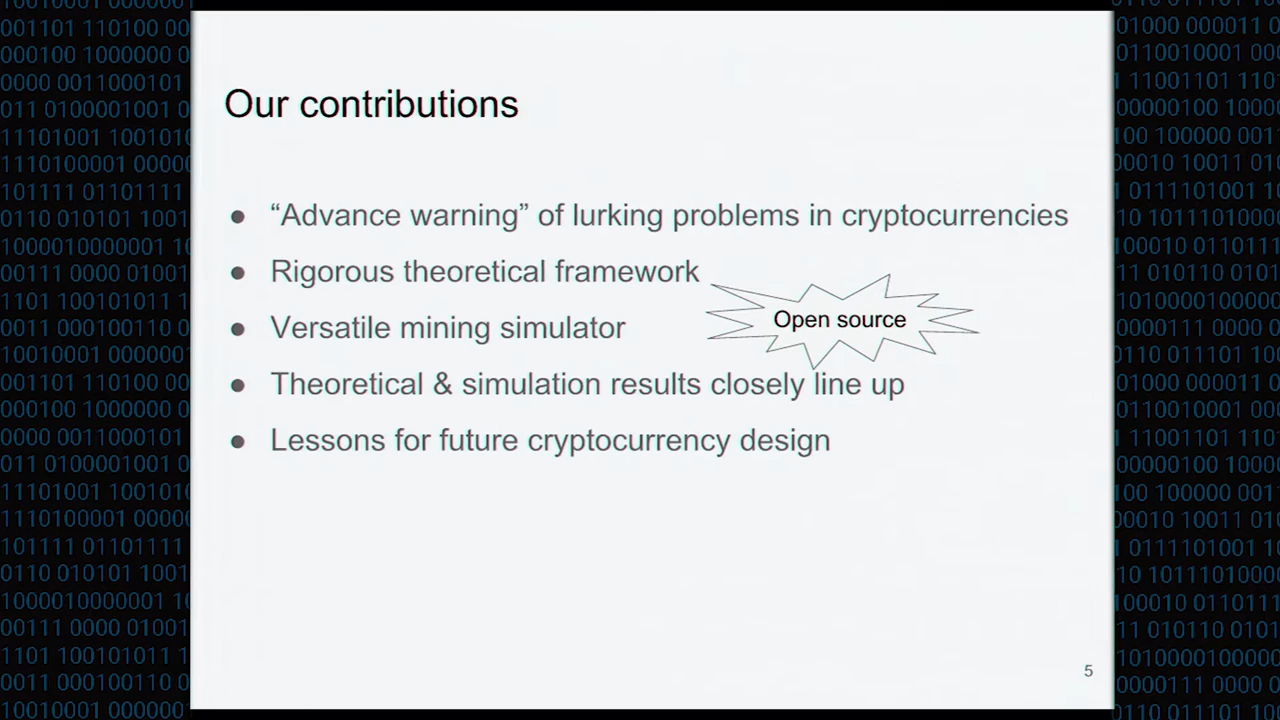 Our contributions
● “Advance warning” of lurking problems in cryptocurrencies
● Rigorous theoretical framework
● Versatile mining simulator
Open source
● Theoretical & simulation results closely line up
● Lessons for future cryptocurrency design
5